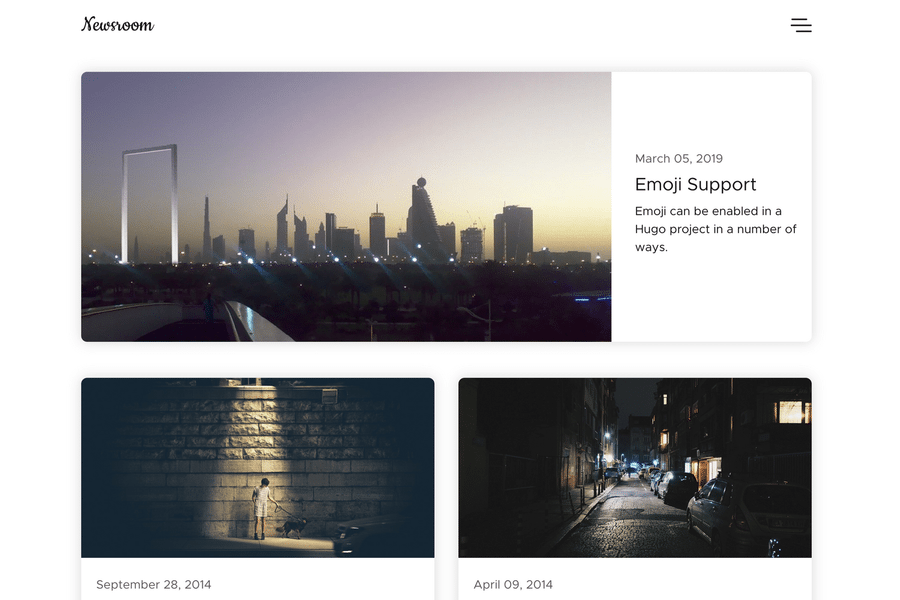 Newsroom
March 05, 2019
Emoji Support
Emoji can be enabled in a
Hugo project in a number of
ways.
September 28, 2014
April 09, 2014